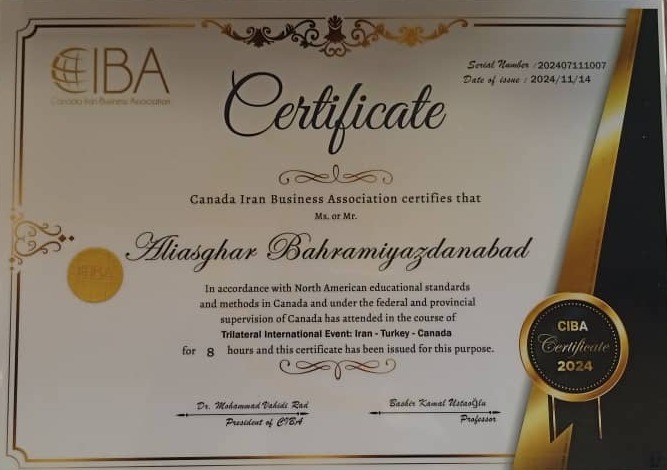 CIBA
Canada Iran Business Association
Serial Number : 202407111007
Date of issue : 2024/11/14
Certificate
Canada Iran Business Association certifies that
Ms. or Mr.
Aliasghar Bahramiyazdanabad
In accordance with North American educational standards
and methods in Canada and under the federal and provincial
supervision of Canada has attended in the course of
Trilateral International Event: Iran - Turkey - Canada
for 8 hours and this certificate has been issued for this purpose.
Dr. Mohammad Vahidi Rad
President of CIBA
Bashir Kamal Ustaoğlu
Professor
CIBA
Certificate
2024